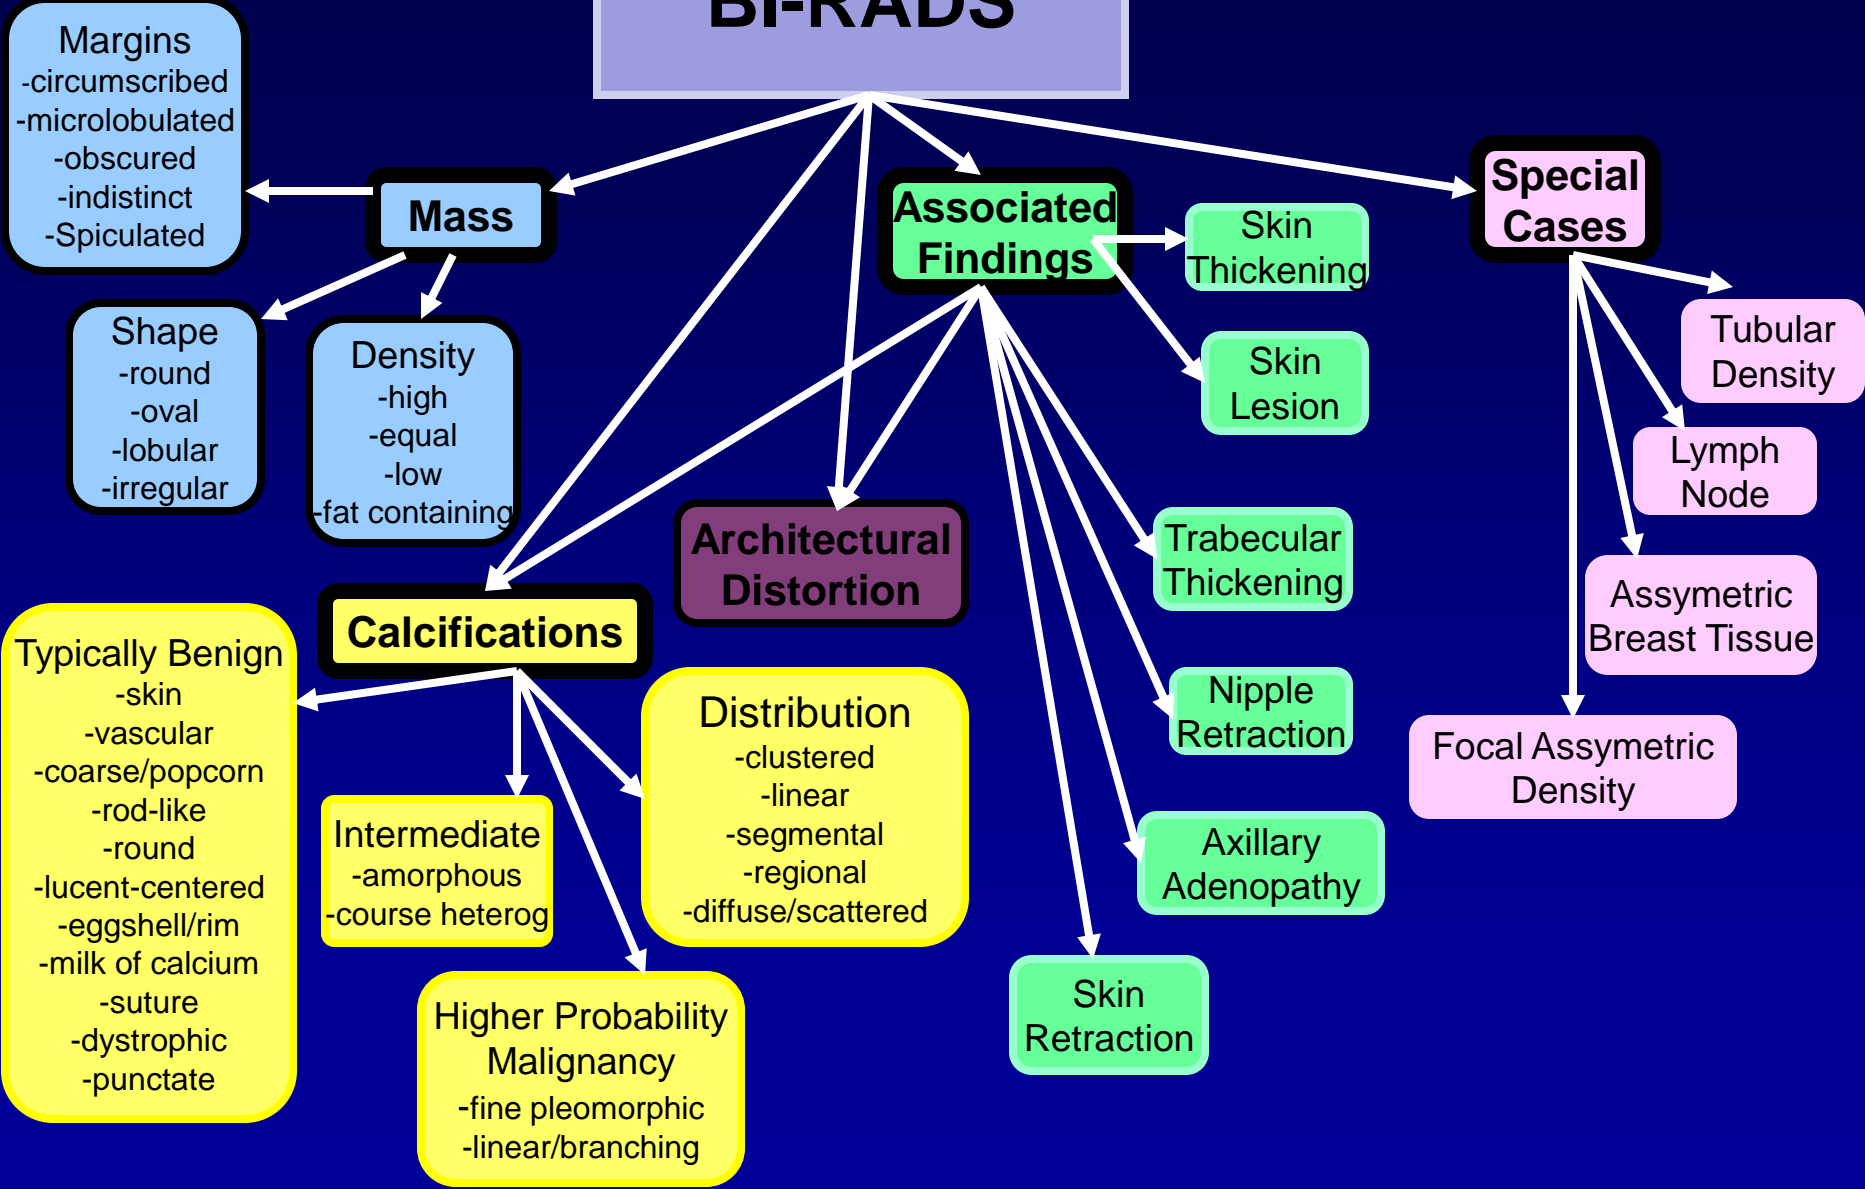 BI-RADS
Margins
-circumscribed
-microlobulated
-obscured
-indistinct
-Spiculated
Mass
Shape
-round
-oval
-lobular
-irregular
Density
-high
-equal
-low
-fat containing
Associated
Findings
Skin
Thickening
Skin
Lesion
Trabecular
Thickening
Nipple
Retraction
Axillary
Adenopathy
Skin
Retraction
Special
Cases
Tubular
Density
Lymph
Node
Assymetric
Breast Tissue
Focal Assymetric
Density
Architectural
Distortion
Calcifications
Typically Benign
-skin
-vascular
-coarse/popcorn
-rod-like
-round
-lucent-centered
-eggshell/rim
-milk of calcium
-suture
-dystrophic
-punctate
Intermediate
-amorphous
-course heterog
Higher Probability
Malignancy
-fine pleomorphic
-linear/branching
Distribution
-clustered
-linear
-segmental
-regional
-diffuse/scattered